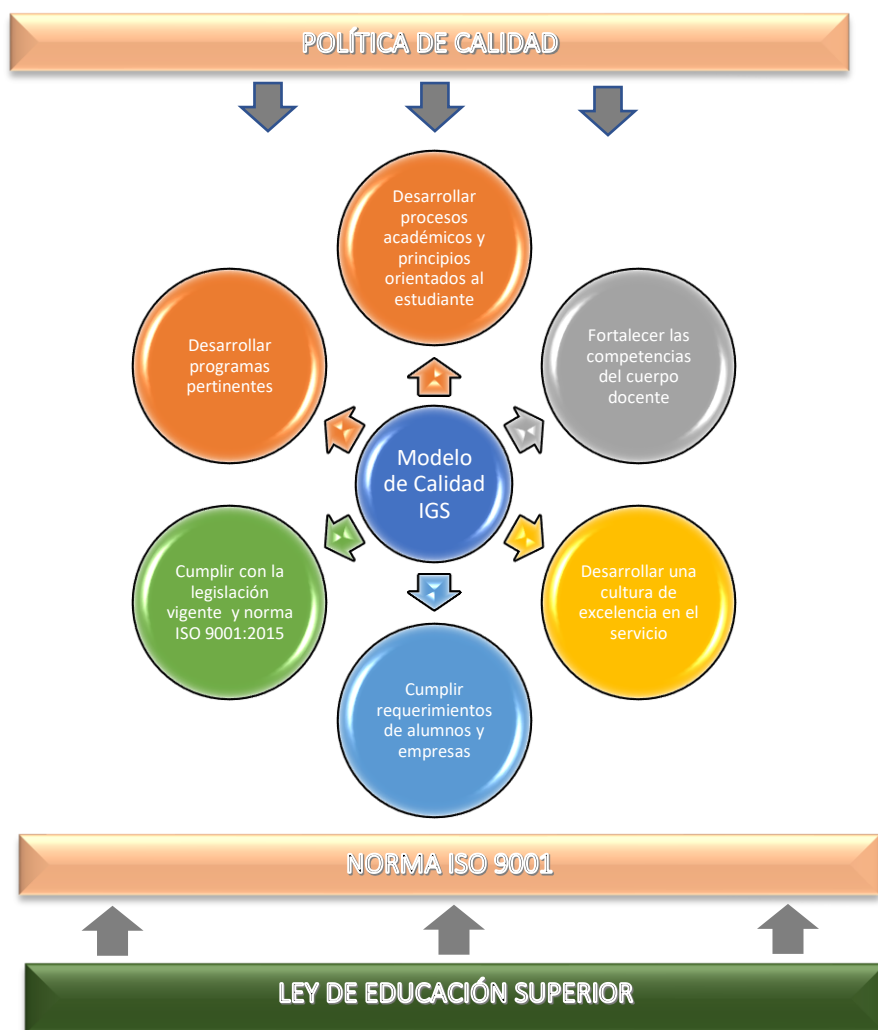 POLÍTICA DE CALIDAD
Desarrollar
procesos
académicos y
principios
orientados al
estudiante
Desarrollar
programas
pertinentes
Fortalecer las
competencias
del cuerpo
docente
Modelo
de Calidad
IGS
Cumplir con la
legislación
vigente y norma
ISO 9001:2015
Desarrollar una
cultura de
excelencia en el
servicio
Cumplir
requerimientos
de alumnos y
empresas
NORMA ISO 9001
LEY DE EDUCACIÓN SUPERIOR